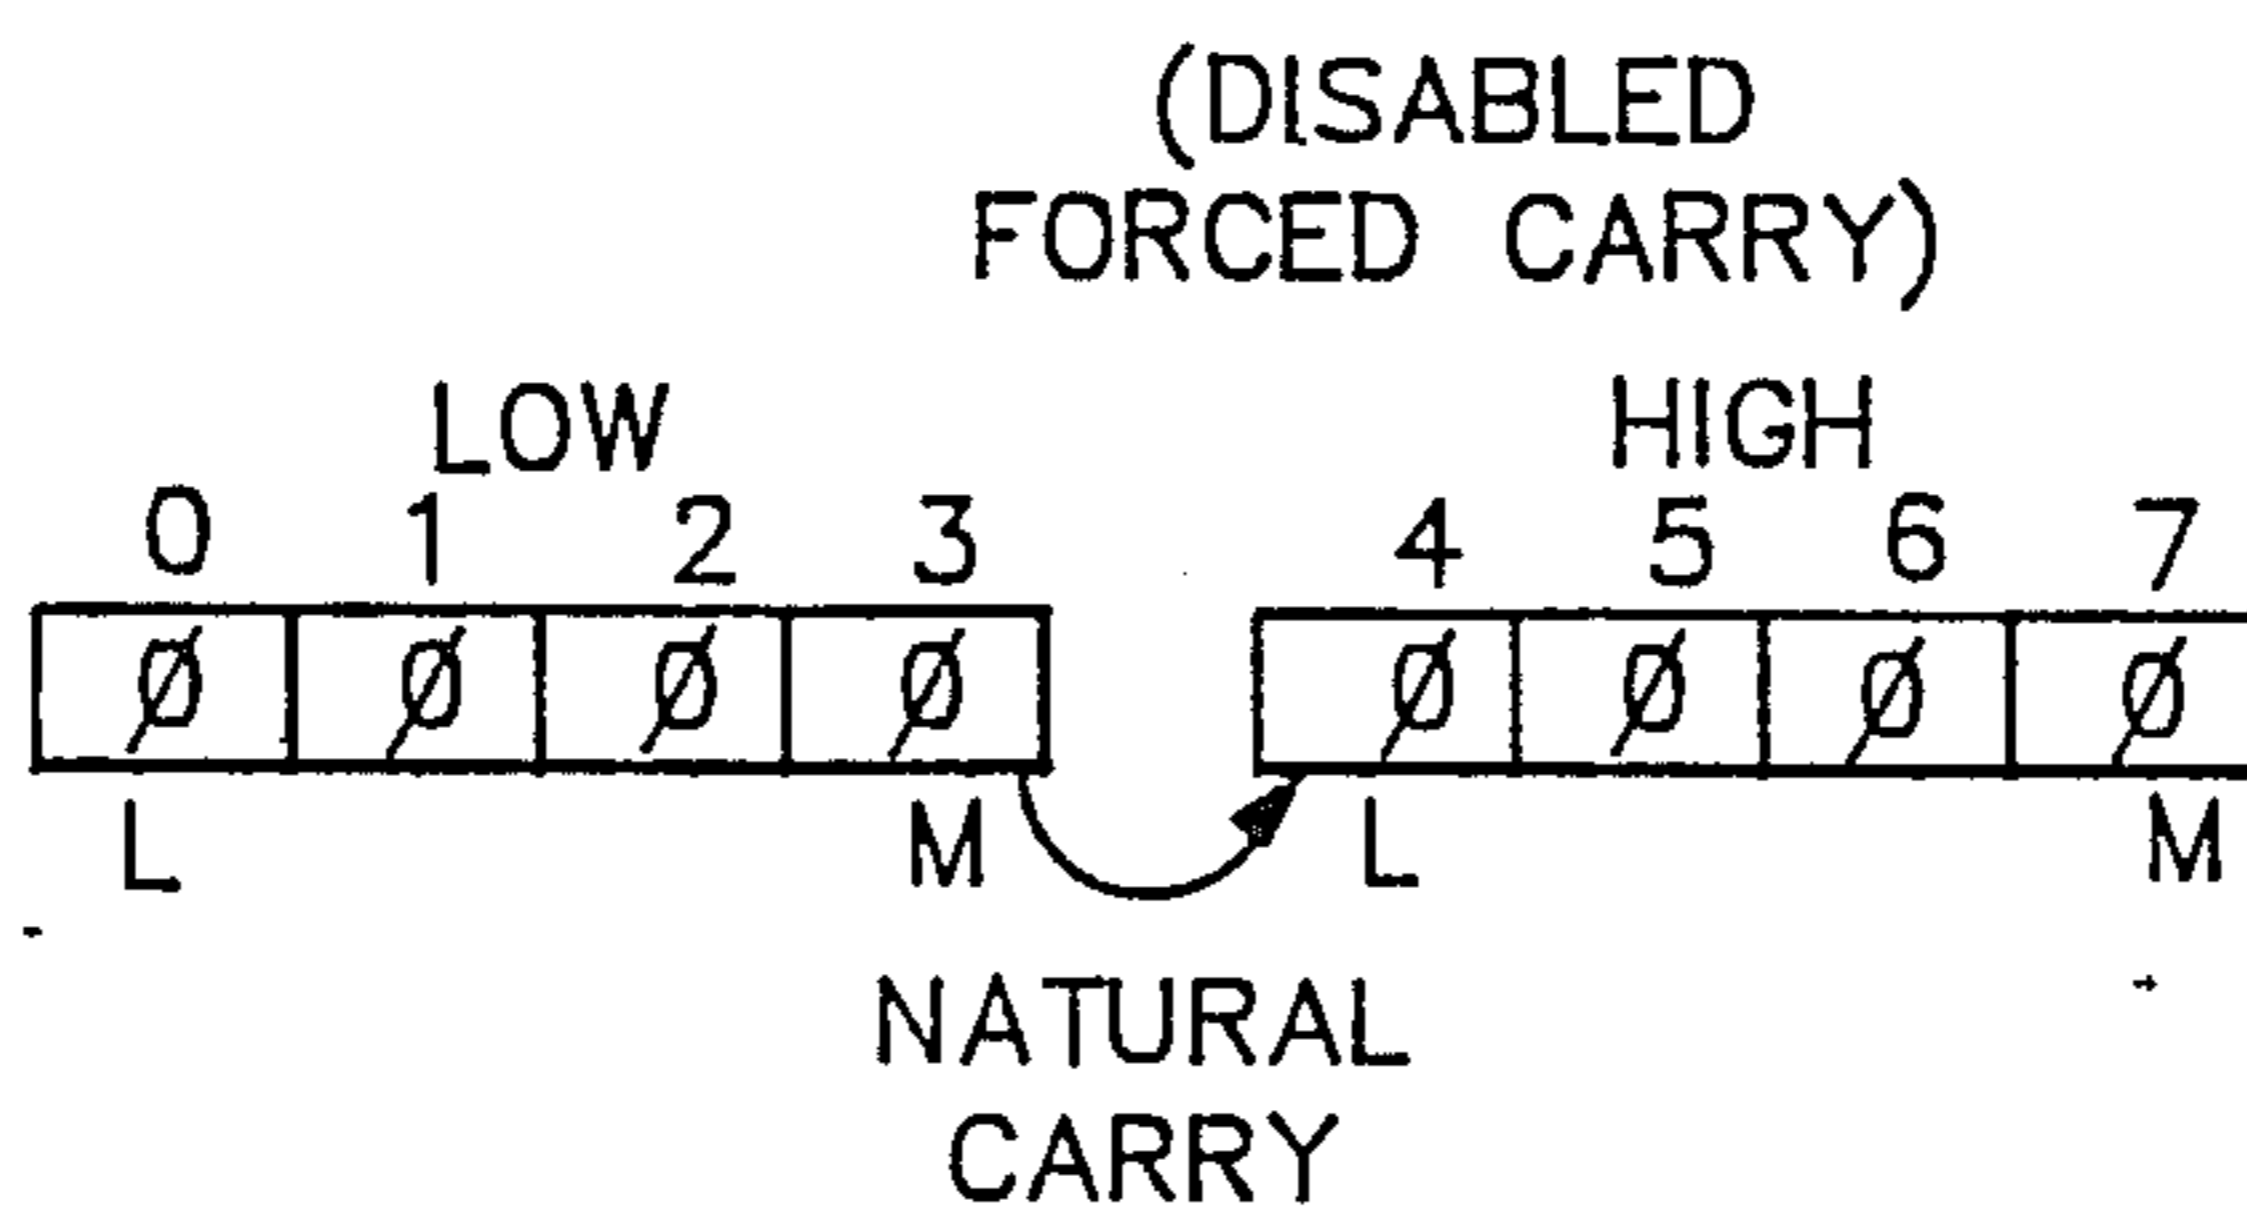 (DISABLED
FORCED CARRY)
LOW HIGH
0 1 2 3 4 5 6 7
Ø Ø Ø Ø Ø Ø Ø Ø
L M L M
NATURAL
CARRY